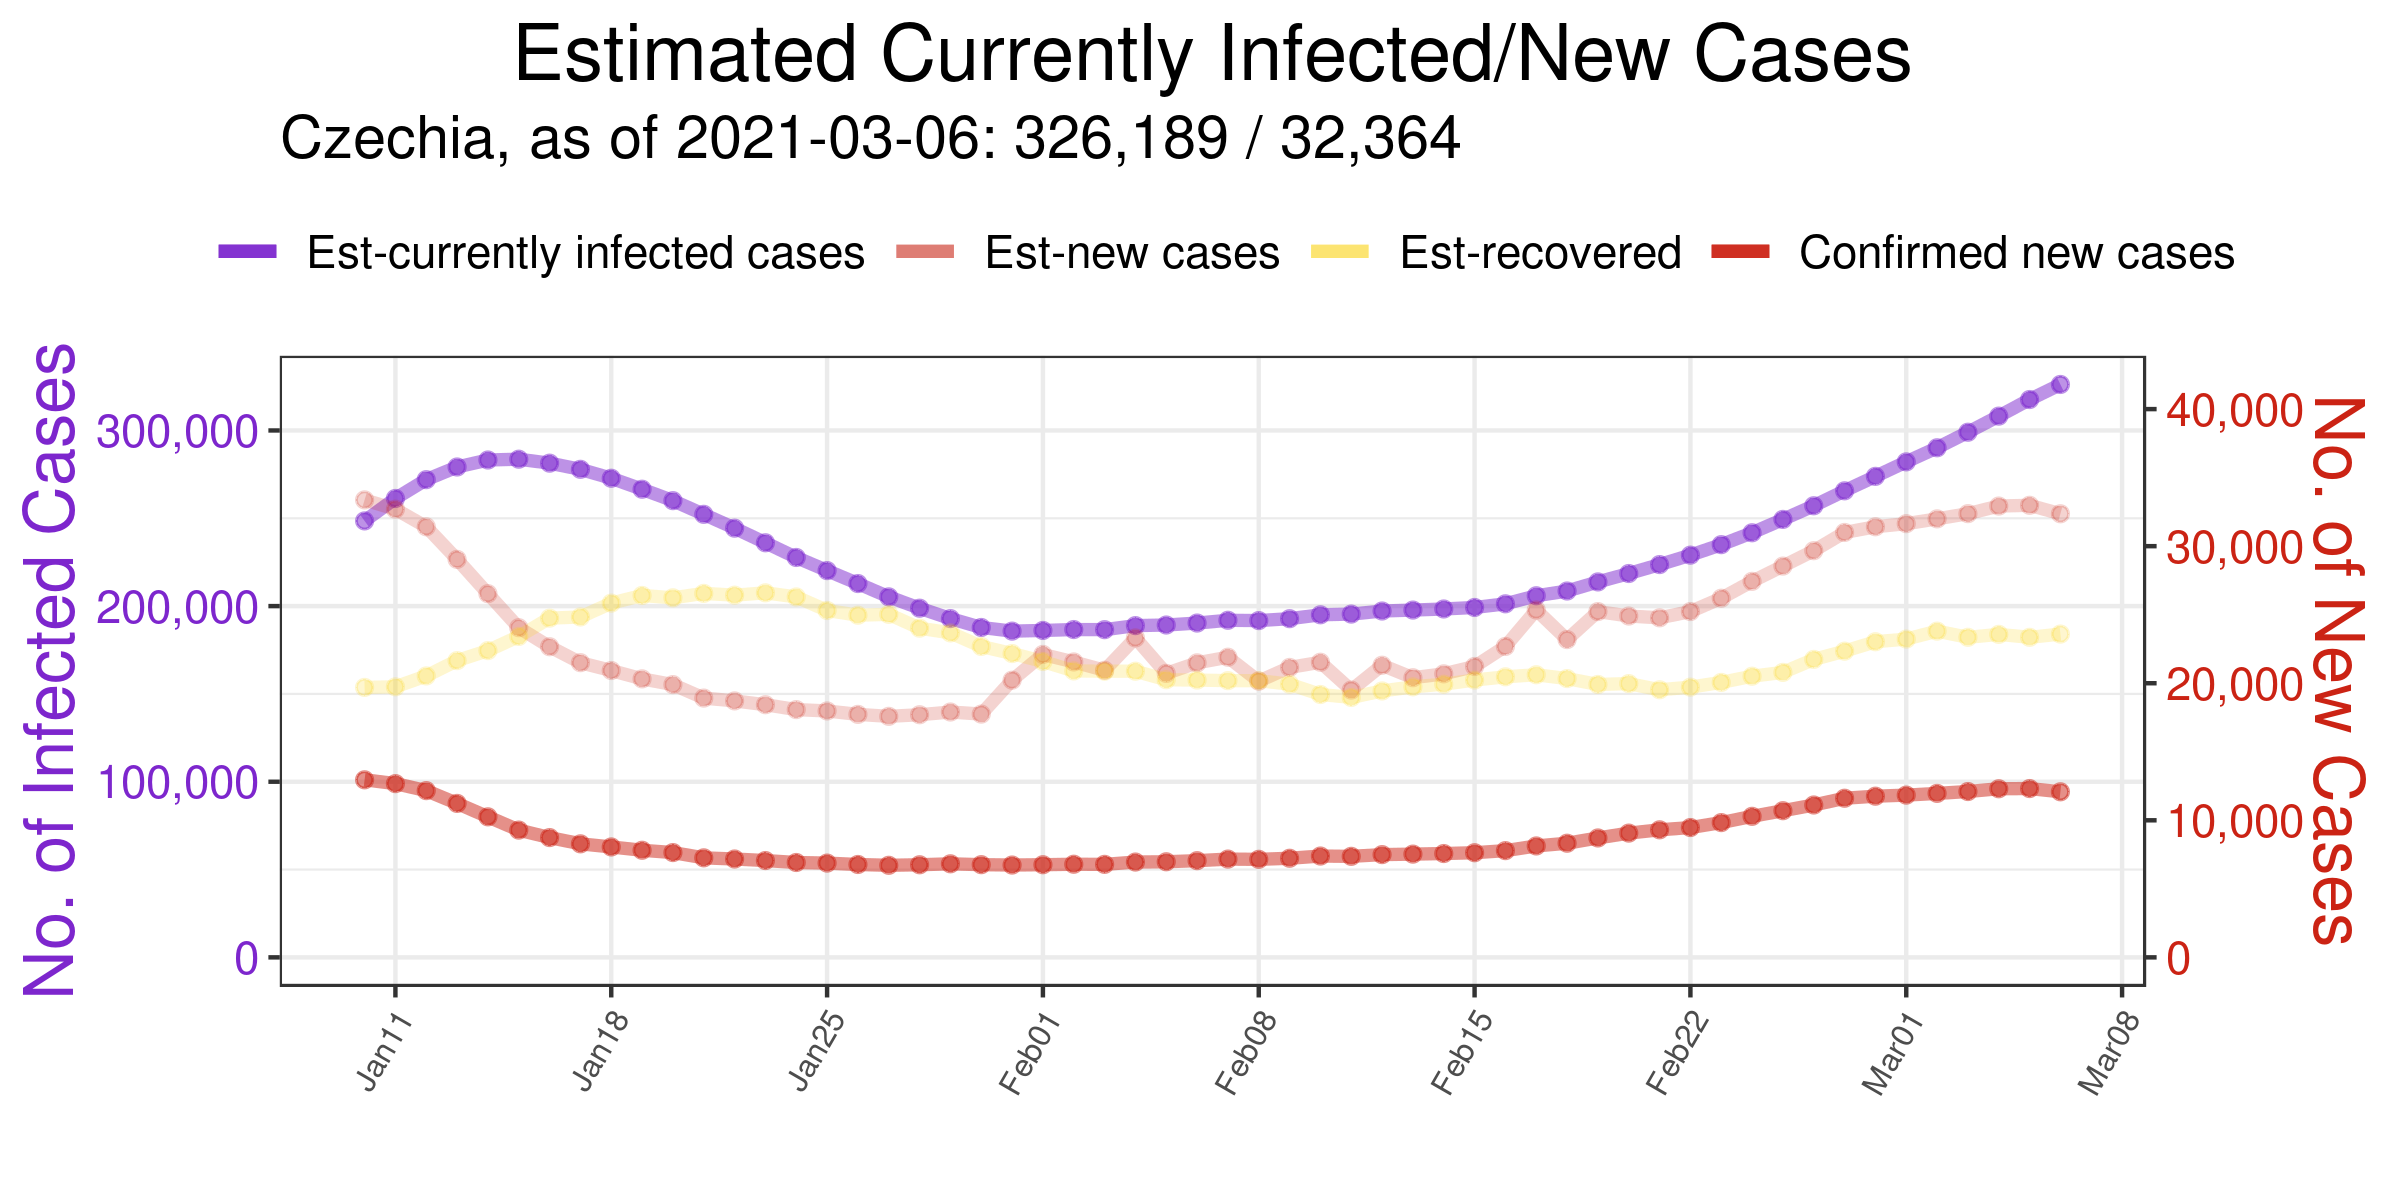 Estimated Currently Infected/New Cases
Czechia, as of 2021-03-06: 326,189 / 32,364
Est-currently infected cases Est-new cases Est-recovered Confirmed new cases
No. of Infected Cases
300,000
200,000
100,000
0
40,000
30,000
20,000
10,000
0
No. of New Cases
Jan11 Jan18 Jan25 Feb01 Feb08 Feb15 Feb22 Mar01 Mar08